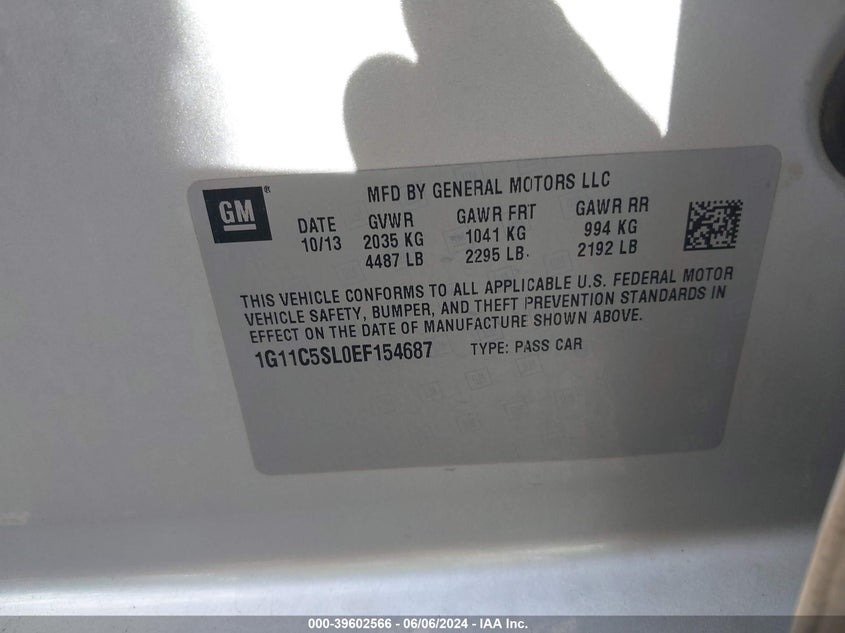 GM®
MFD BY GENERAL MOTORS LLC
DATE GVWR GAWR FRT GAWR RR
10/13 2035 KG 1041 KG 994 KG
4487 LB 2295 LB 2192 LB
THIS VEHICLE CONFORMS TO ALL APPLICABLE U.S. FEDERAL MOTOR
VEHICLE SAFETY, BUMPER, AND THEFT PREVENTION STANDARDS IN
EFFECT ON THE DATE OF MANUFACTURE SHOWN ABOVE.
1G11C5SL0EF154687 TYPE: PASS CAR
000-39602566 - 06/06/2024 - IAA Inc.